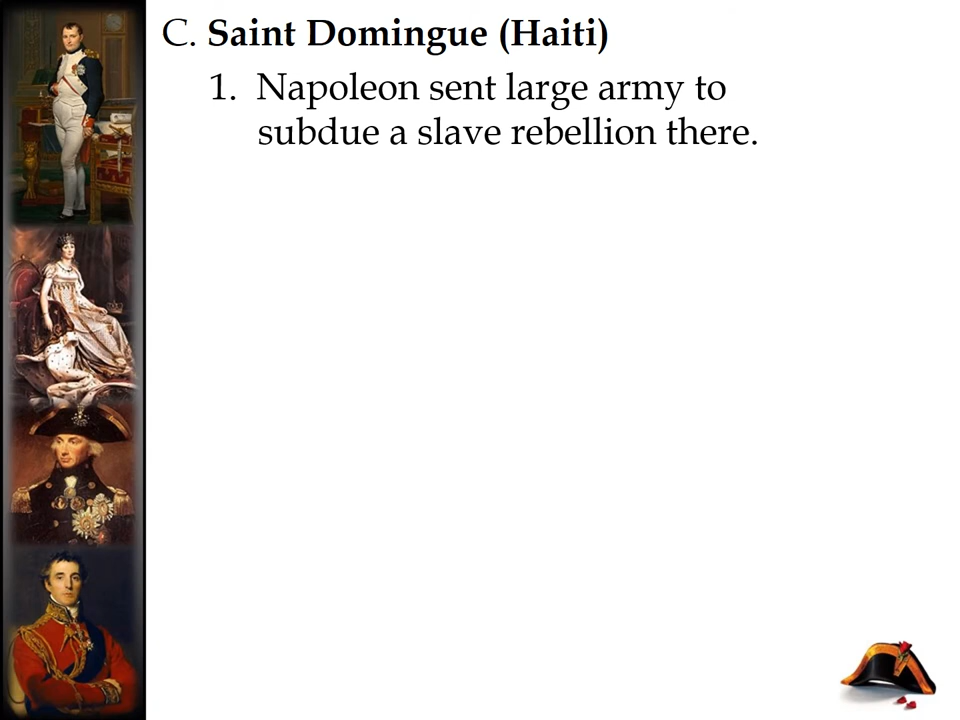 C. Saint Domingue (Haiti)
1. Napoleon sent large army to
subdue a slave rebellion there.